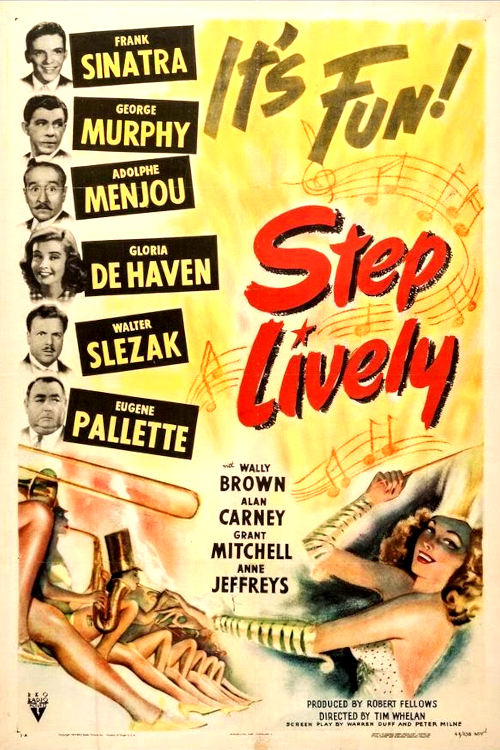 FRANK
SINATRA
GEORGE
MURPHY
ADOLPHE
MENJOU
GLORIA
DE HAVEN
WALTER
SLEZAK
EUGENE
PALLETTE
It's
Fun!
Step
Lively
and WALLY
BROWN
ALAN
CARNEY
GRANT
MITCHELL
ANNE
JEFFREYS
RKO
RADIO
PRODUCED BY ROBERT FELLOWS
DIRECTED BY TIM WHELAN
SCREEN PLAY BY WARREN DUFF AND PETER MILNE